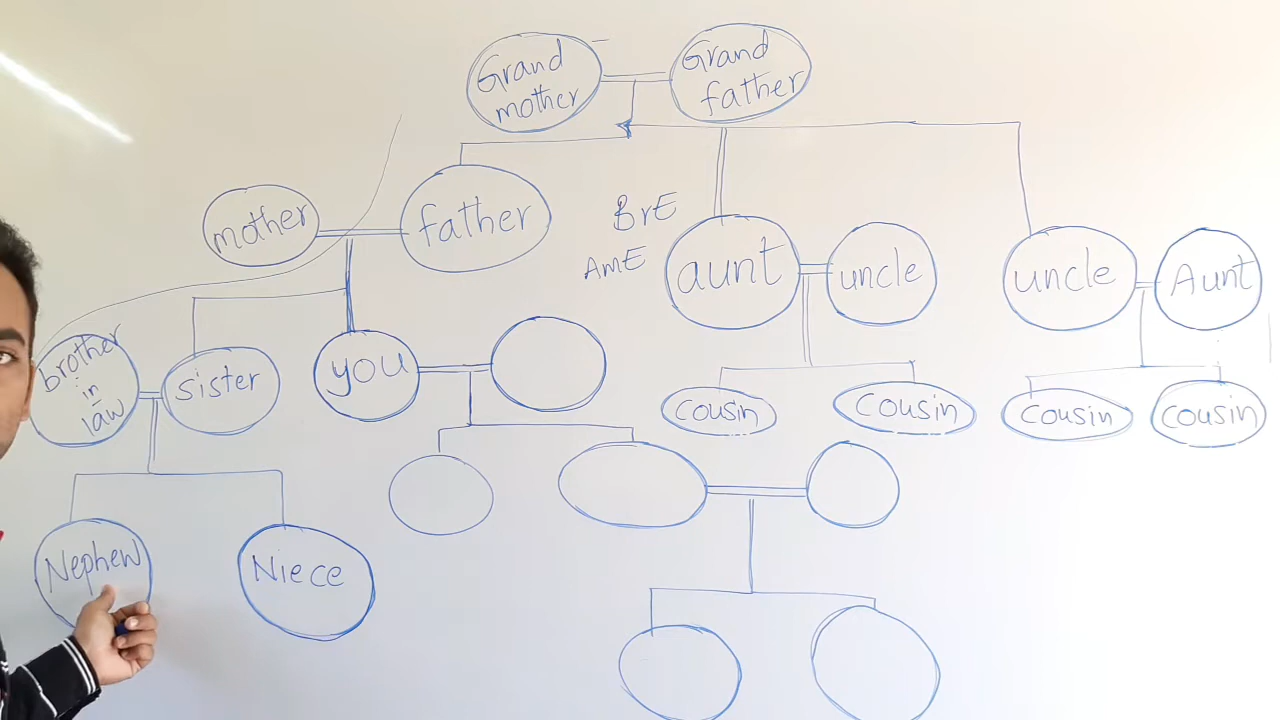 Grand
mother
Grand
father
mother
father
BrE
AmE
aunt
uncle
uncle
Aunt
brother
in
law
sister
you
cousin
cousin
cousin
cousin
Nephew
Niece